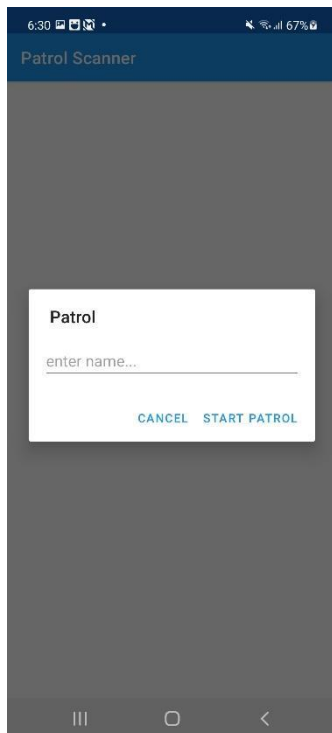 6:30
67%
Patrol Scanner
Patrol
enter name...
CANCEL START PATROL